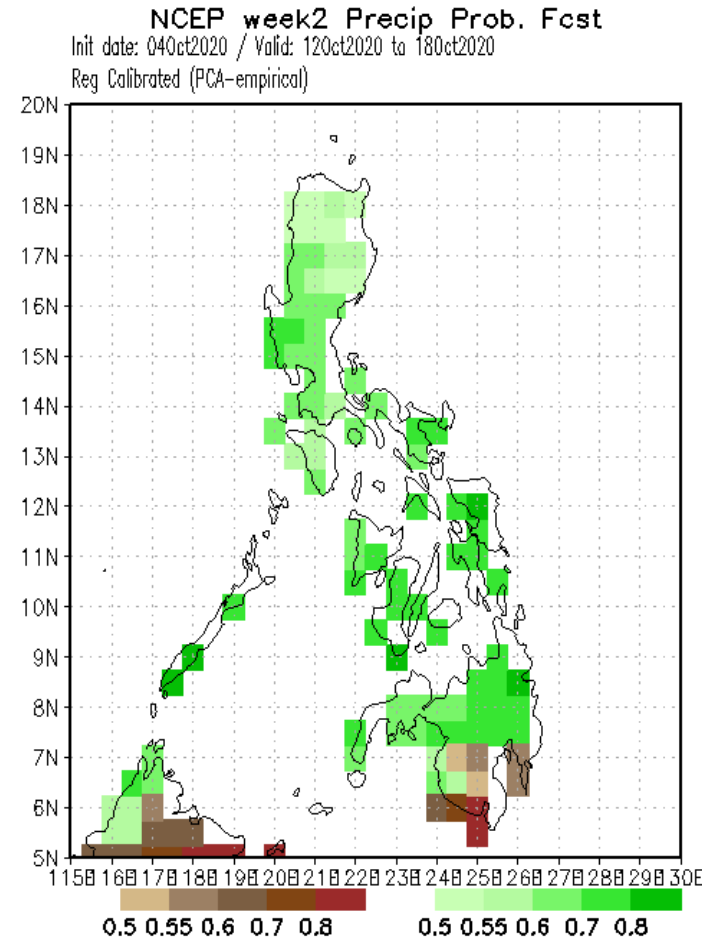 NCEP week2 Precip Prob. Fcst
Init date: 04Oct2020 / Valid: 12Oct2020 to 18Oct2020
Reg Calibrated (PCA-empirical)
20N
19N
18N
17N
16N
15N
14N
13N
12N
11N
10N
9N
8N
7N
6N
5N
115E 116E 117E 118E 119E 120E 121E 122E 123E 124E 125E 126E 127E 128E 129E 130E
0.5 0.55 0.6 0.7 0.8 0.5 0.55 0.6 0.7 0.8